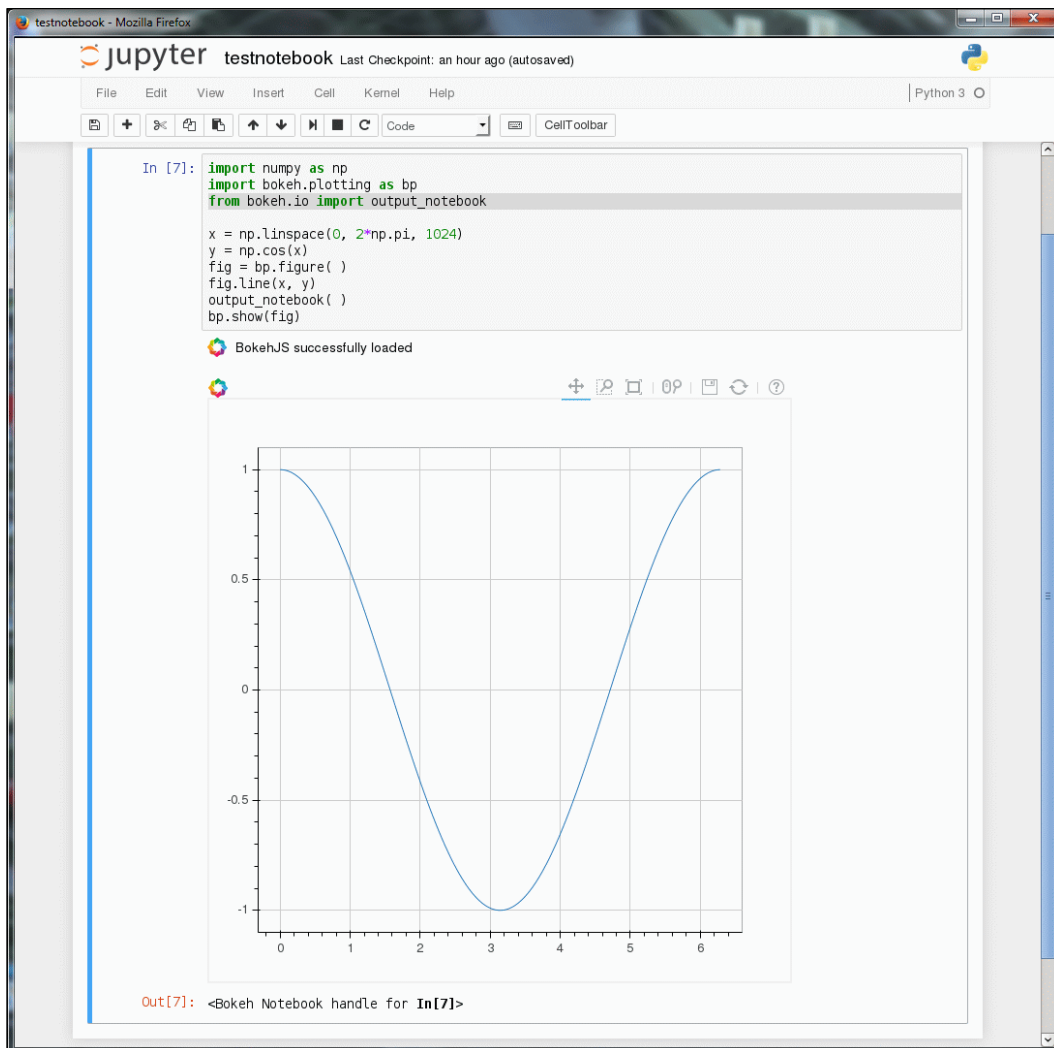 testnotebook - Mozilla Firefox
jupyter testnotebook Last Checkpoint: an hour ago (autosaved)
File Edit View Insert Cell Kernel Help Python 3
Code CellToolbar
In [7]: import numpy as np
import bokeh.plotting as bp
from bokeh.io import output_notebook
x = np.linspace(0, 2*np.pi, 1024)
y = np.cos(x)
fig = bp.figure( )
fig.line(x, y)
output_notebook( )
bp.show(fig)
BokehJS successfully loaded
1
0.5
0
-0.5
-1
0 1 2 3 4 5 6
Out[7]: <Bokeh Notebook handle for In[7]>